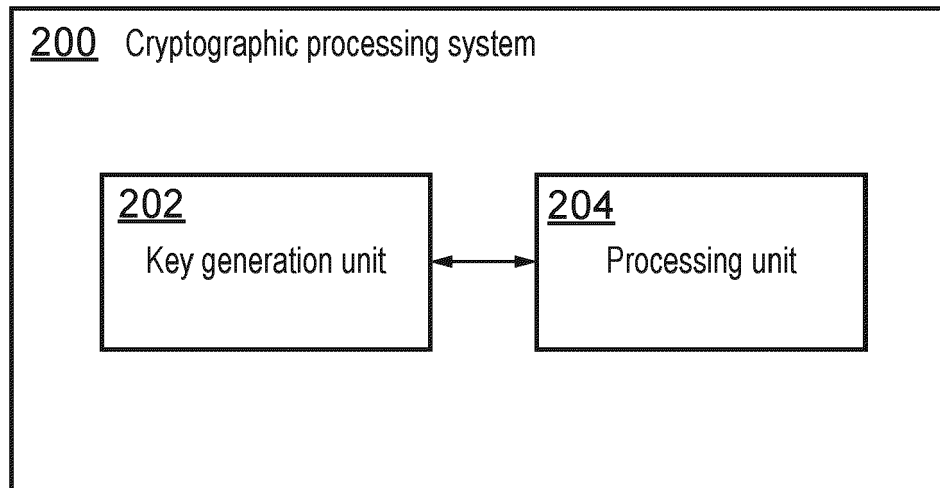 200 Cryptographic processing system
202
Key generation unit
204
Processing unit